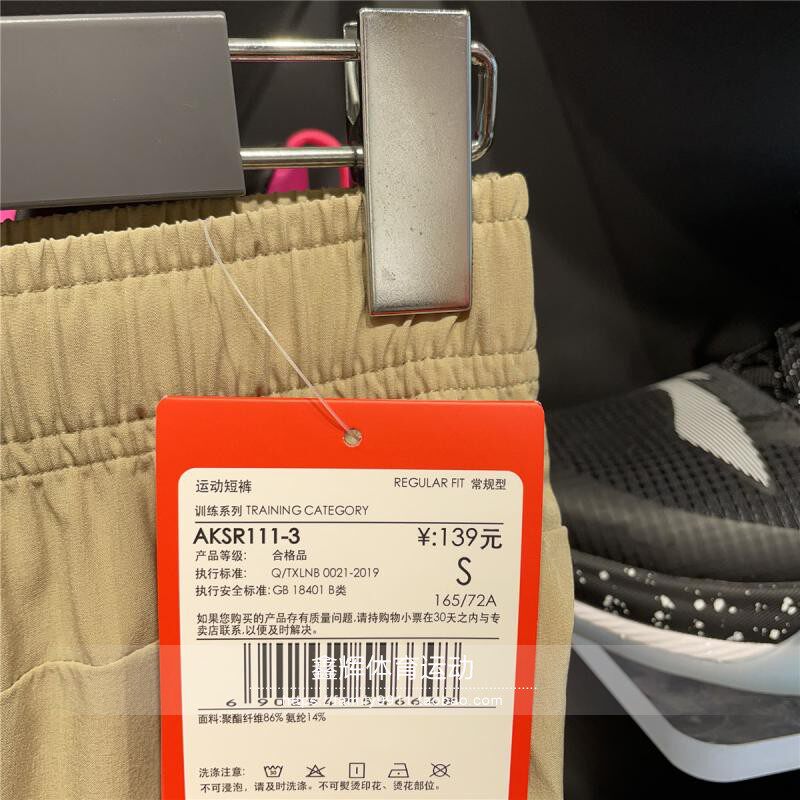 运动短裤
REGULAR FIT 常规型
训练系列 TRAINING CATEGORY
AKSR111-3
¥:139元
产品等级: 合格品
执行标准: Q/TXLNB 0021-2019
S
执行安全标准: GB 18401 B类
165/72A
如果您购买的产品存有质量问题,请持购物小票在30天之内与专
卖店联系,以便及时解决。
鑫辉体育运动
面料:聚酯纤维86% 氨纶14%
洗涤注意:
不可浸泡，请及时洗涤。不可熨烫印花、烫花部位。